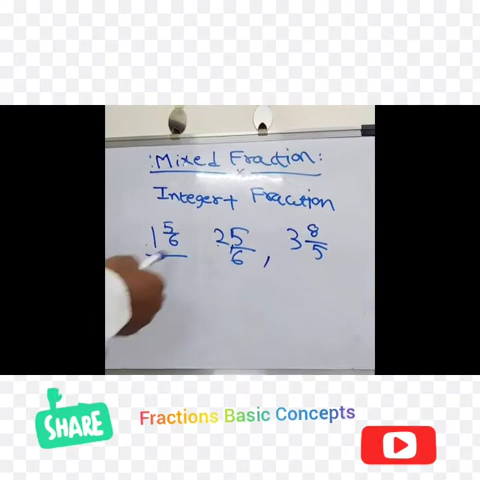 :Mixed Fraction:
Integer + Fraction
1 5/6 2 5/6 , 3 8/5
SHARE
Fractions Basic Concepts